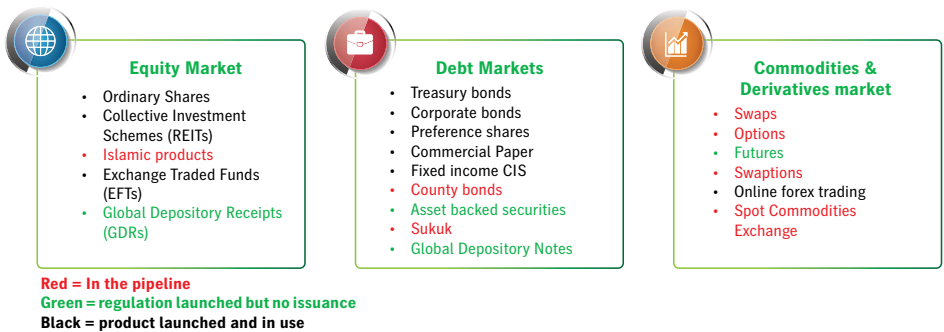 Equity Market
• Ordinary Shares
• Collective Investment
Schemes (REITs)
• Islamic products
• Exchange Traded Funds
(EFTs)
• Global Depository Receipts
(GDRs)
Debt Markets
• Treasury bonds
• Corporate bonds
• Preference shares
• Commercial Paper
• Fixed income CIS
• County bonds
• Asset backed securities
• Sukuk
• Global Depository Notes
Commodities &
Derivatives market
• Swaps
• Options
• Futures
• Swaptions
• Online forex trading
• Spot Commodities
Exchange
Red = In the pipeline
Green = regulation launched but no issuance
Black = product launched and in use